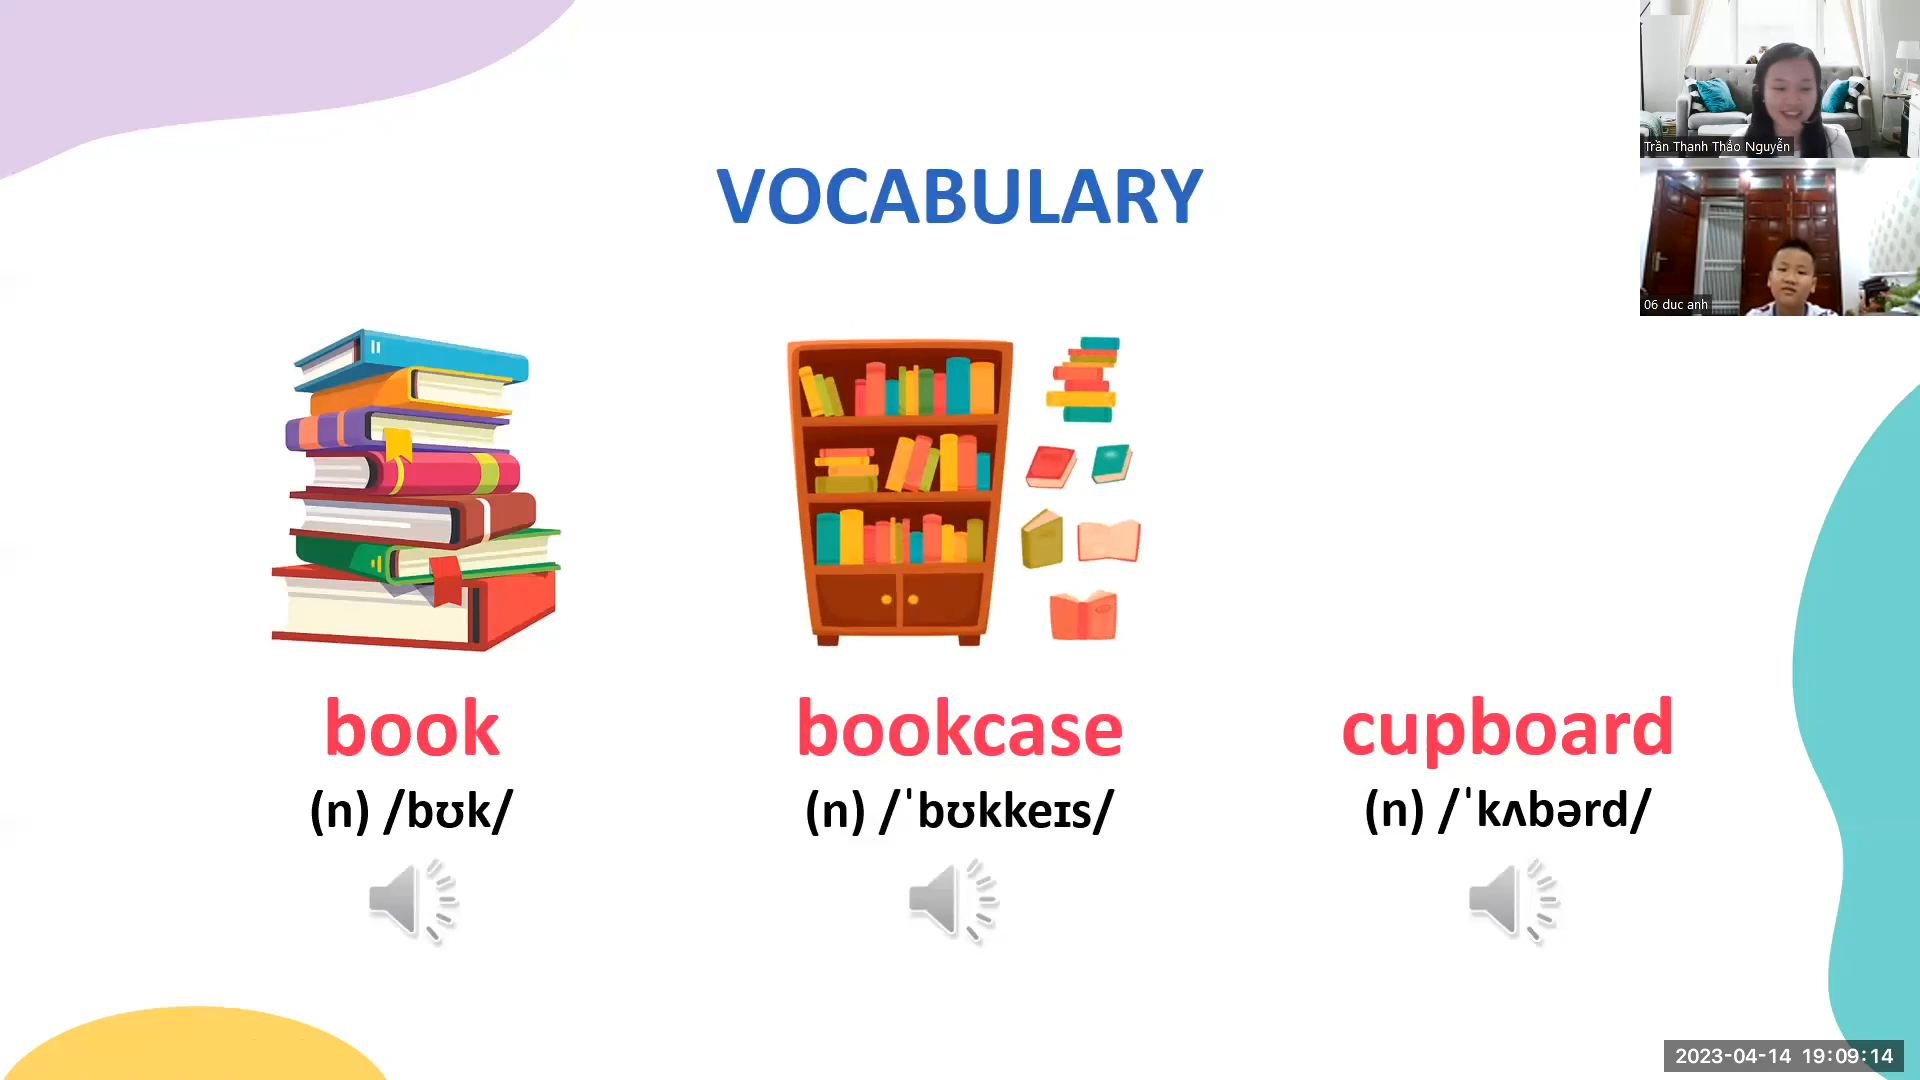 VOCABULARY
book
(n) /bʊk/
bookcase
(n) /ˈbʊkkeɪs/
cupboard
(n) /ˈkʌbərd/
Trần Thanh Thảo Nguyễn
06 duc anh
2023-04-14 19:09:14